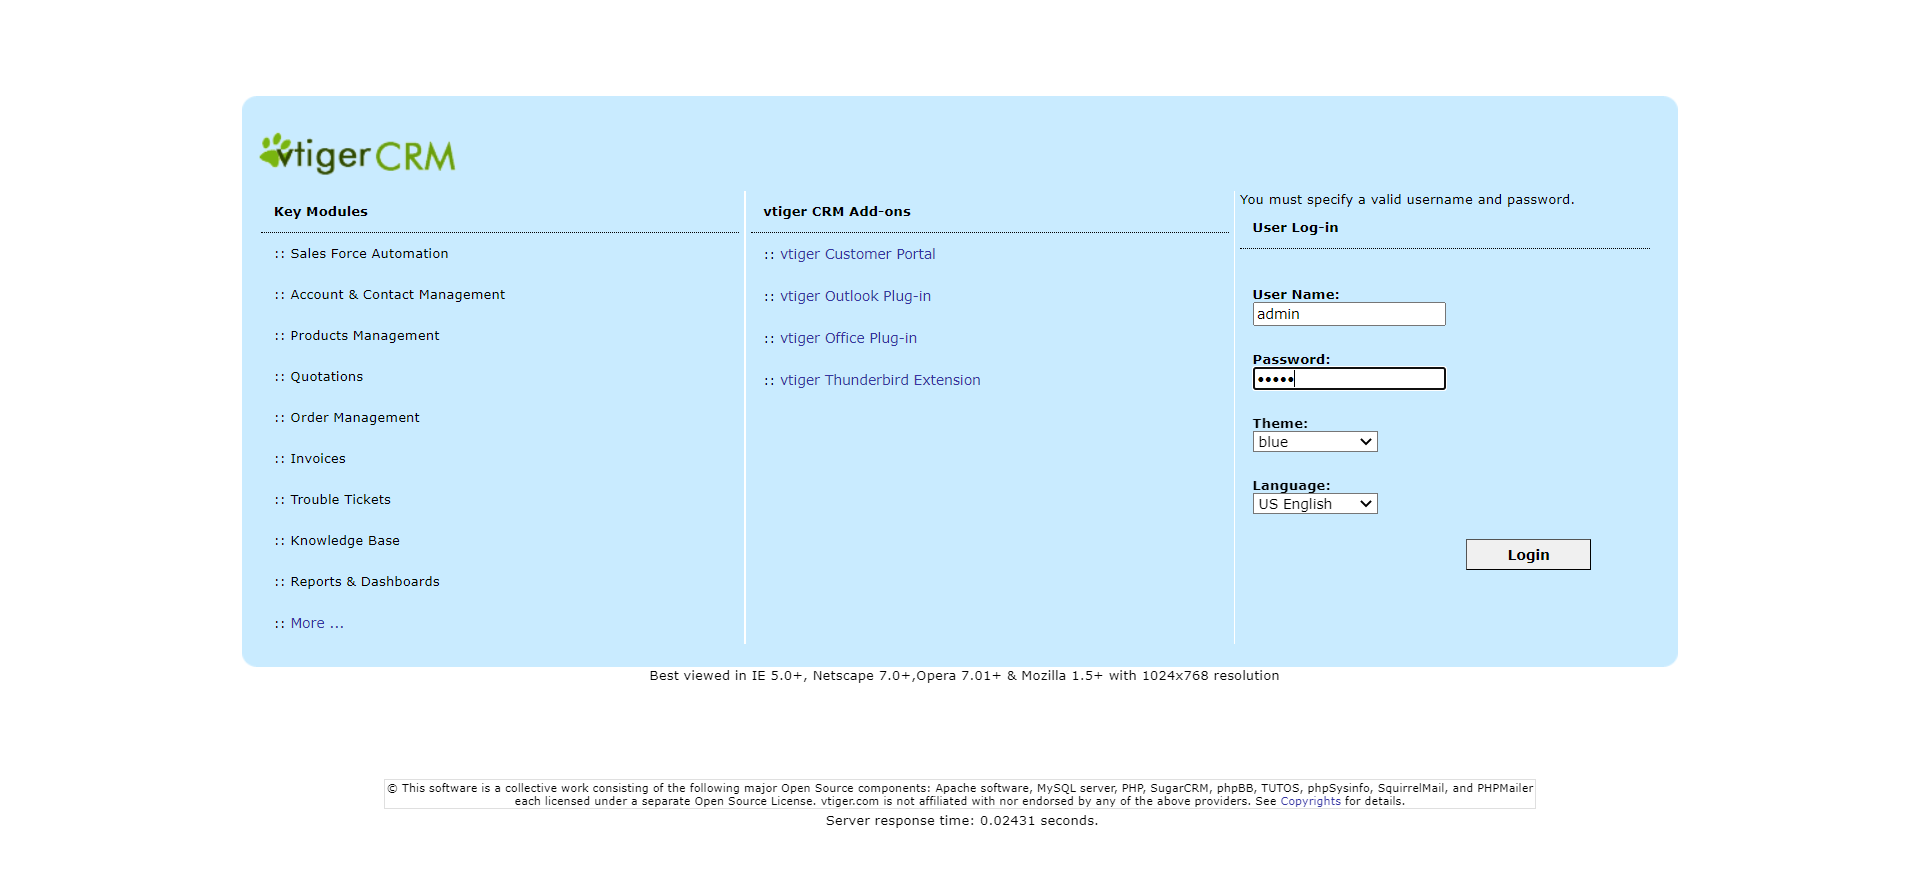 vtiger CRM
Key Modules
:: Sales Force Automation
:: Account & Contact Management
:: Products Management
:: Quotations
:: Order Management
:: Invoices
:: Trouble Tickets
:: Knowledge Base
:: Reports & Dashboards
:: More ...
vtiger CRM Add-ons
:: vtiger Customer Portal
:: vtiger Outlook Plug-in
:: vtiger Office Plug-in
:: vtiger Thunderbird Extension
You must specify a valid username and password.
User Log-in
User Name:
admin
Password:
•••••
Theme:
blue
Language:
US English
Login
Best viewed in IE 5.0+, Netscape 7.0+,Opera 7.01+ & Mozilla 1.5+ with 1024x768 resolution
© This software is a collective work consisting of the following major Open Source components: Apache software, MySQL server, PHP, SugarCRM, phpBB, TUTOS, phpSysinfo, SquirrelMail, and PHPMailer
each licensed under a separate Open Source License. vtiger.com is not affiliated with nor endorsed by any of the above providers. See Copyrights for details.
Server response time: 0.02431 seconds.